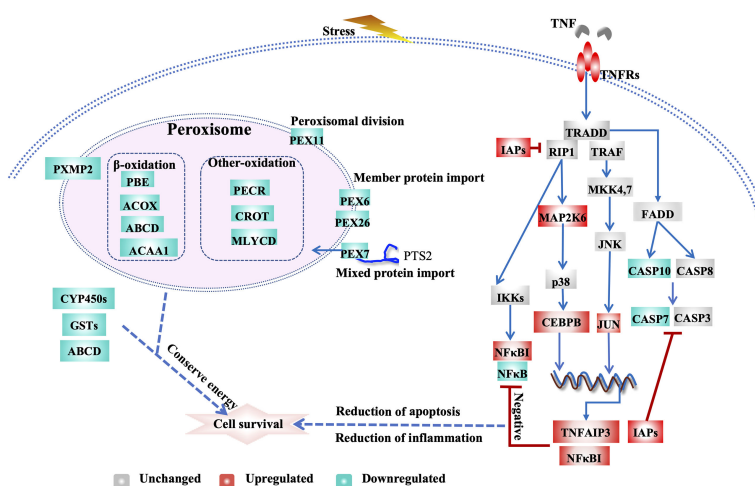 Stress
TNF
TNFRs
Peroxisome
Peroxisomal division
PEX11
PXMP2
β-oxidation
PBE
ACOX
ABCD
ACAA1
Other-oxidation
PECR
CROT
MLYCD
Member protein import
PEX6
PEX26
PEX7
PTS2
Mixed protein import
CYP450s
GSTs
ABCD
Conserve energy
Cell survival
Reduction of apoptosis
Reduction of inflammation
TRADD
IAPs
RIP1
TRAF
MKK4,7
MAP2K6
FADD
JNK
CASP10
CASP8
p38
IKKs
CEBPB
JUN
CASP7
CASP3
NFκBI
NFκB
Negative
TNFAIP3
IAPs
NFκBI
Unchanged
Upregulated
Downregulated